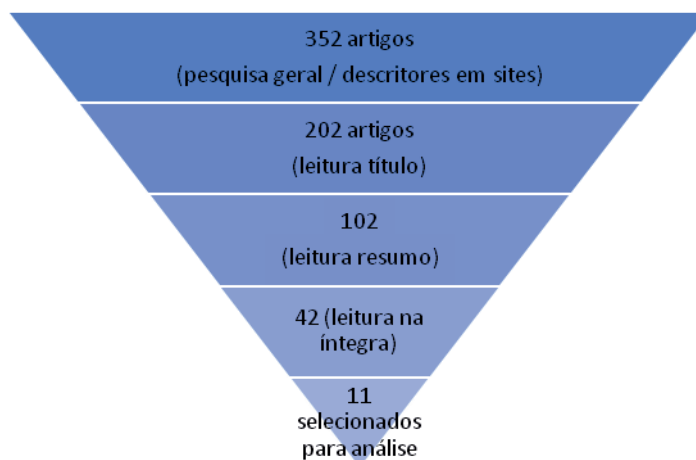 352 artigos
(pesquisa geral / descritores em sites)
202 artigos
(leitura título)
102
(leitura resumo)
42 (leitura na
íntegra)
11
selecionados
para análise